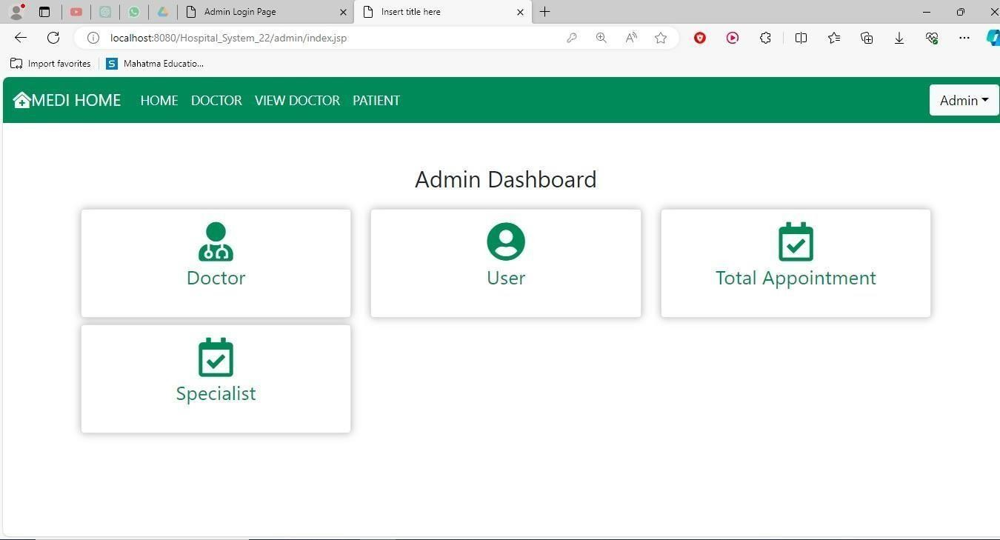 Admin Login Page
Insert title here
localhost:8080/Hospital_System_22/admin/index.jsp
Import favorites
S Mahatma Educatio...
MEDI HOME HOME DOCTOR VIEW DOCTOR PATIENT Admin
Admin Dashboard
Doctor
User
Total Appointment
Specialist